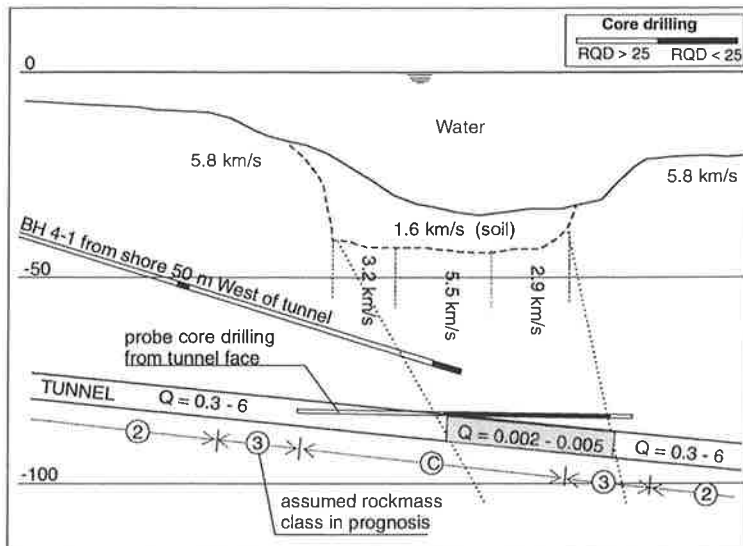 Core drilling
RQD > 25 RQD < 25
0
Water
5.8 km/s
5.8 km/s
1.6 km/s (soil)
BH 4-1 from shore 50 m West of tunnel
-50
3.2 km/s
5.5 km/s
2.9 km/s
probe core drilling
from tunnel face
TUNNEL Q = 0.3 - 6
Q = 0.002 - 0.005
Q = 0.3 - 6
2 3 C 3 2
-100
assumed rockmass
class in prognosis